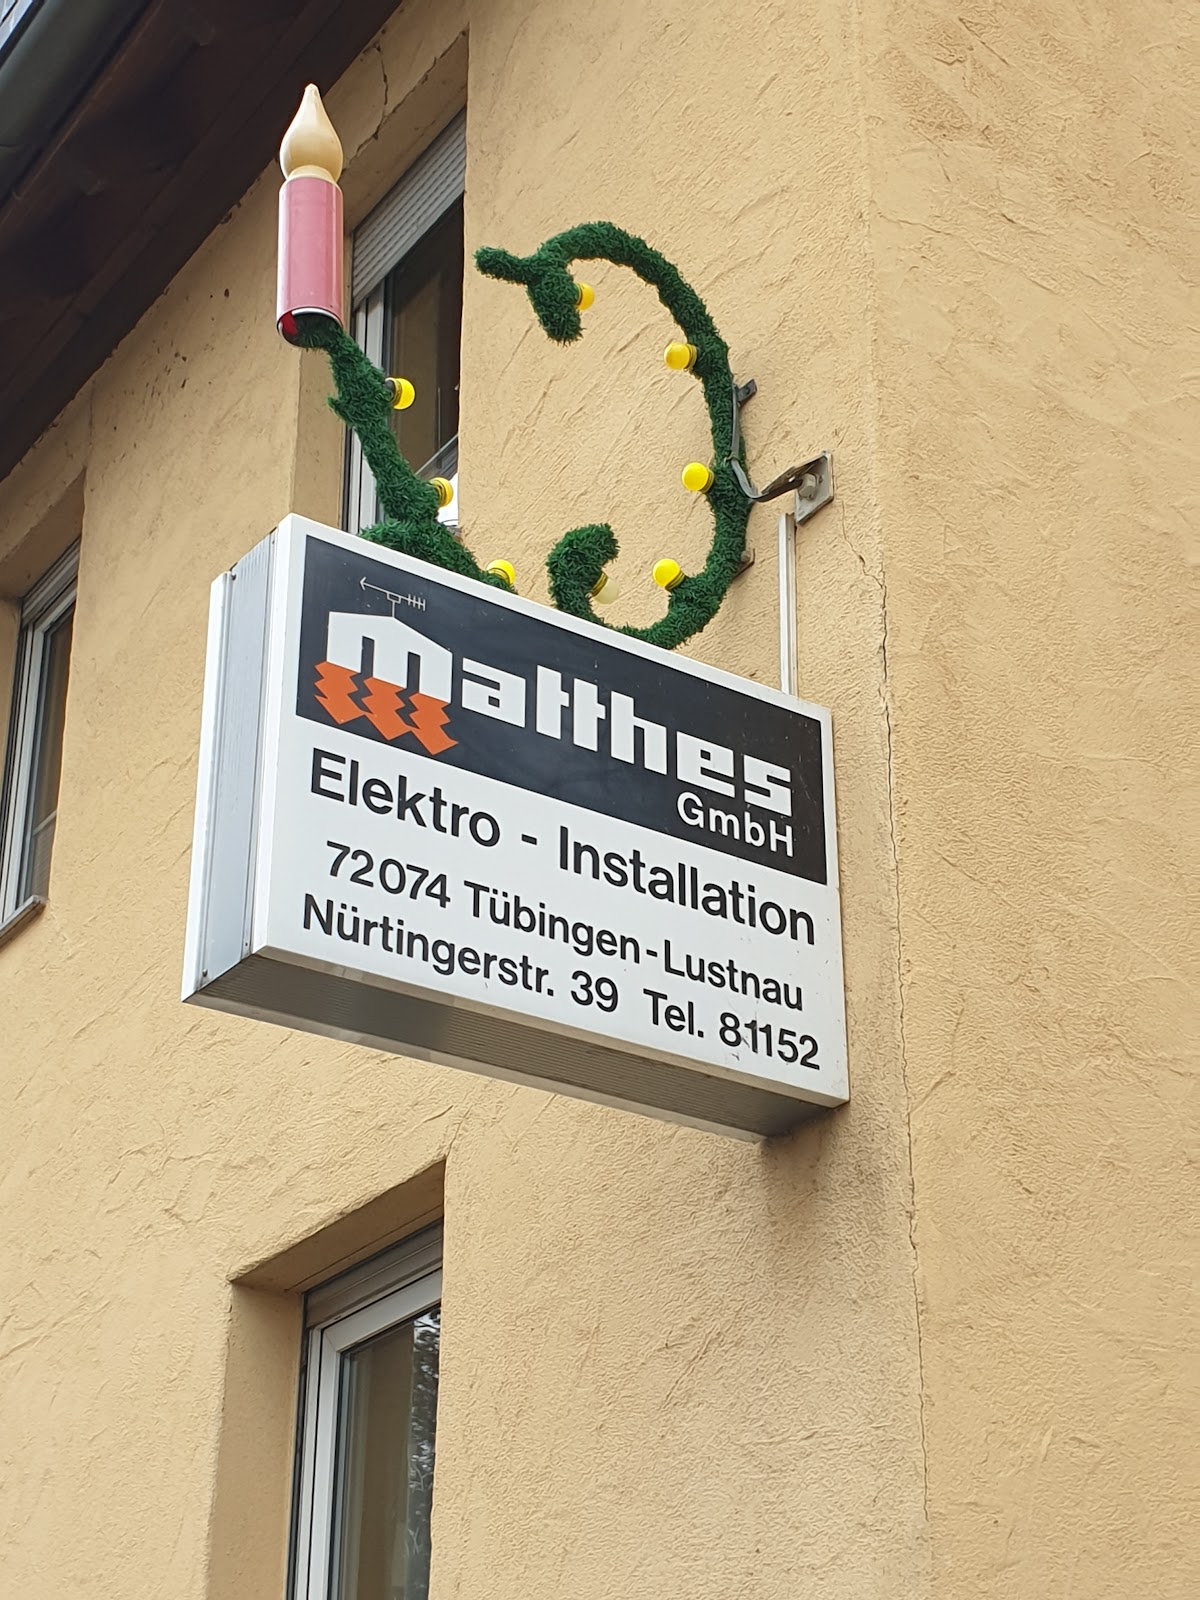 matthes
GmbH
Elektro - Installation
72074 Tübingen-Lustnau
Nürtingerstr. 39 Tel. 81152